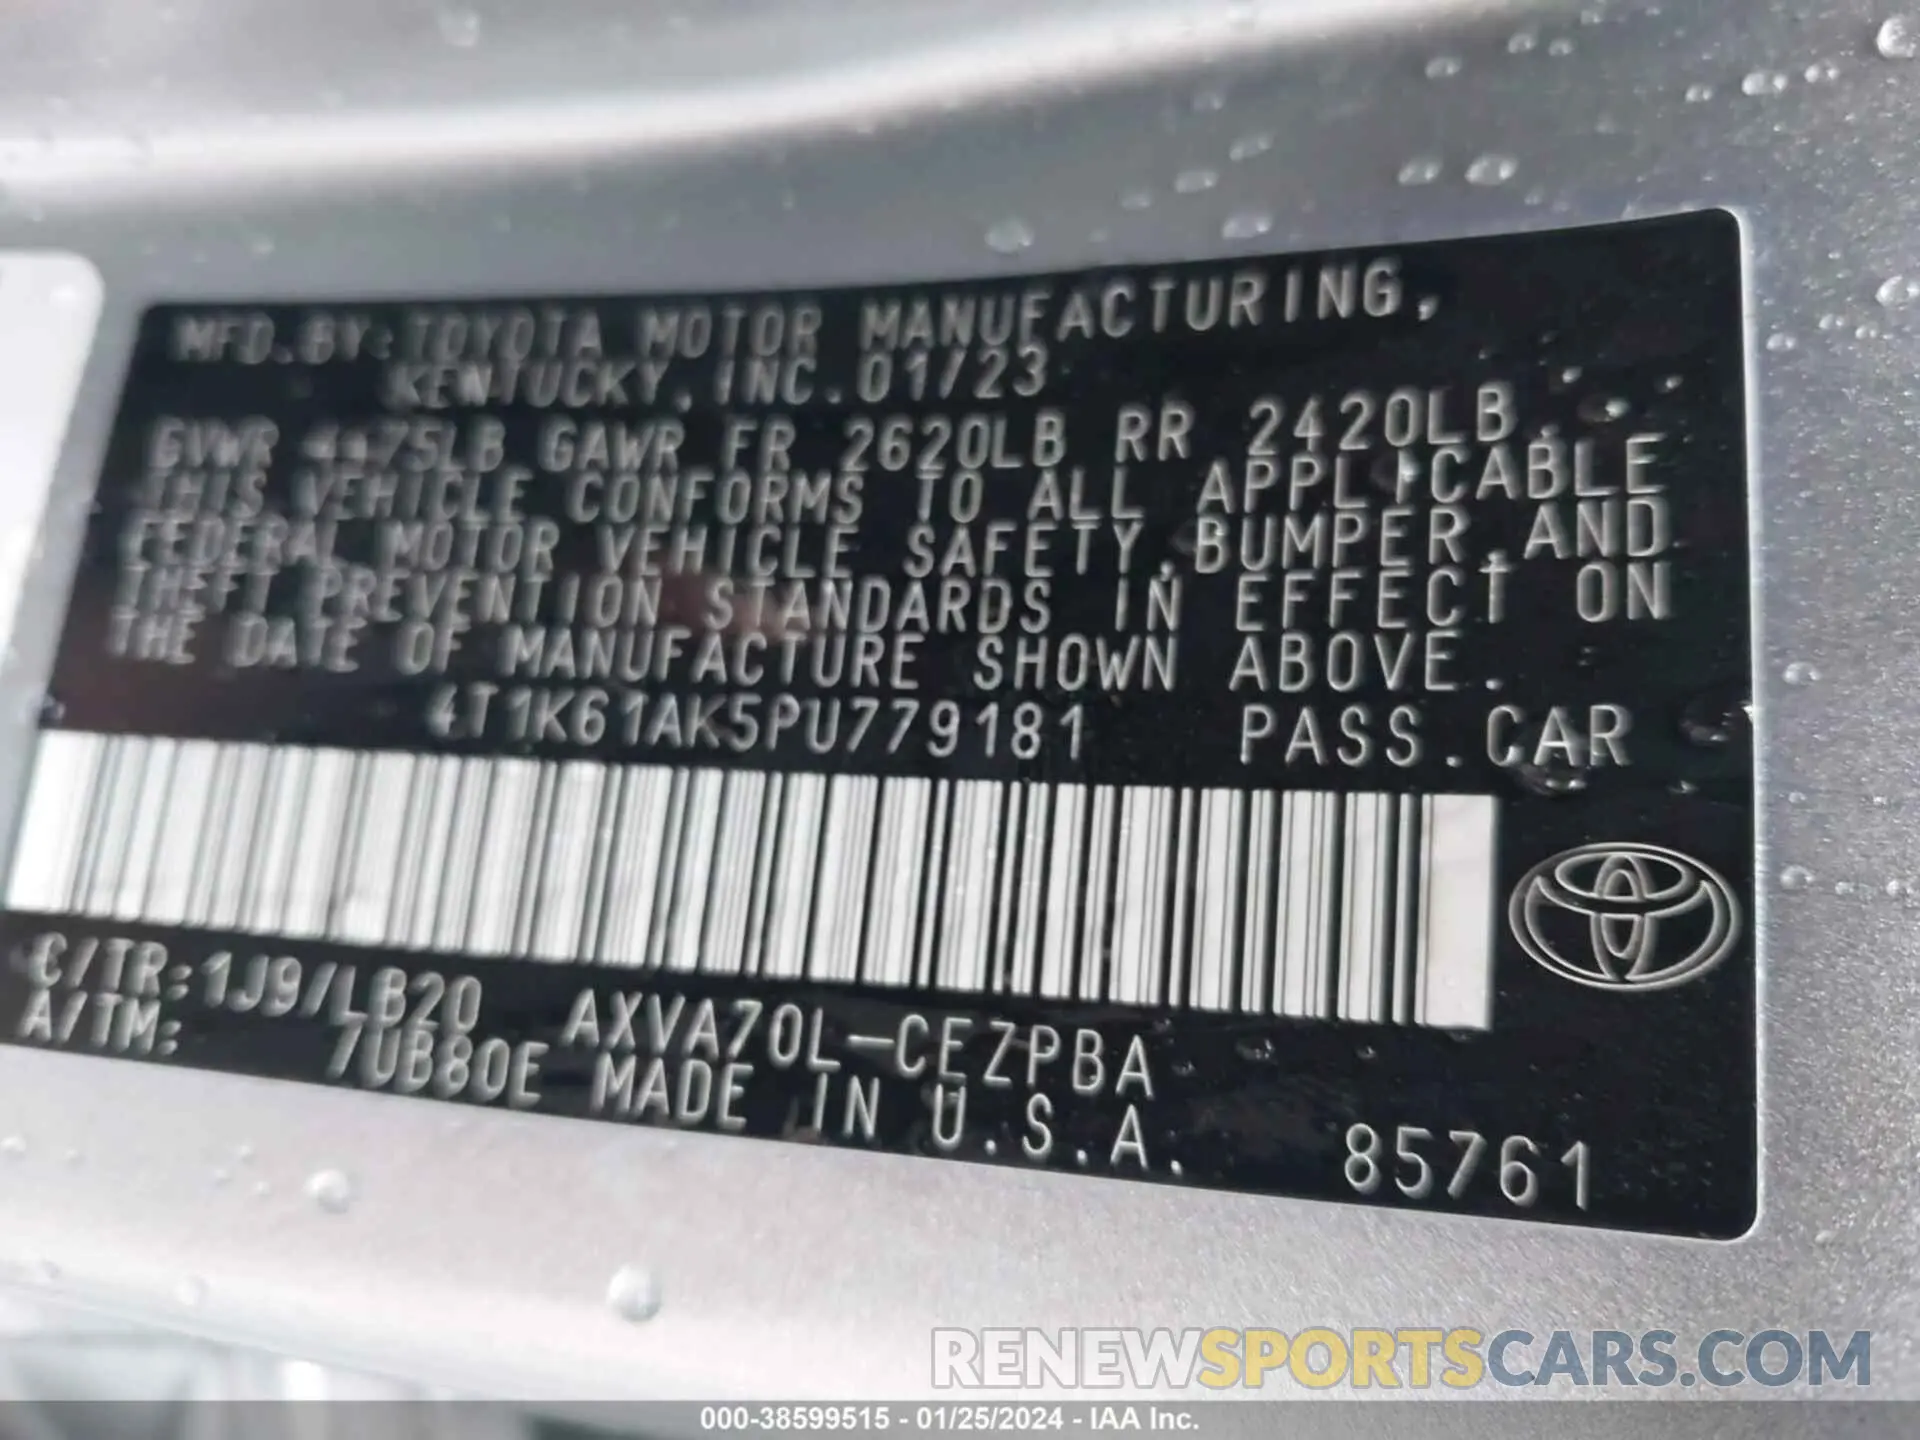 MFD. BY: TOYOTA MOTOR MANUFACTURING,
KENTUCKY, INC. 01/23
GVWR 4475LB GAWR FR 2620LB RR 2420LB.
THIS VEHICLE CONFORMS TO ALL APPLICABLE
FEDERAL MOTOR VEHICLE SAFETY, BUMPER, AND
THEFT PREVENTION STANDARDS IN EFFECT ON
THE DATE OF MANUFACTURE SHOWN ABOVE.
4T1K61AK5PU779181 PASS. CAR
C/TR: 1J9/LB20 AXVA70L-CEZPBA
A/TM: 7UB80E MADE IN U.S.A. 85761
RENEWSPORTSCARS.COM
000-38599515 - 01/25/2024 - IAA Inc.